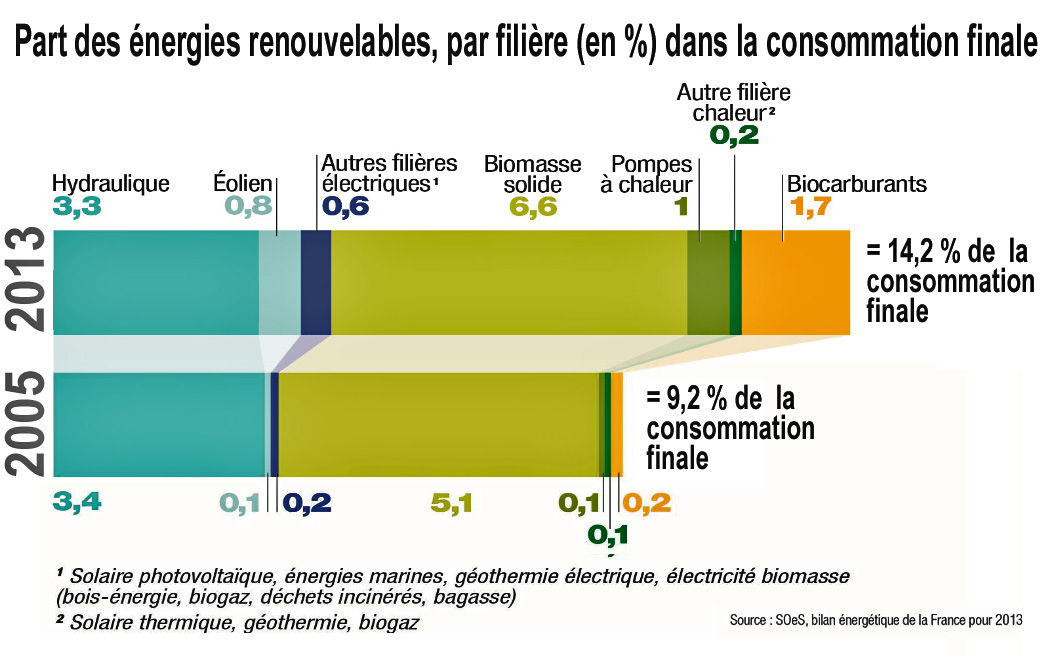 Part des énergies renouvelables, par filière (en %) dans la consommation finale
Autre filière
chaleur²
0,2
Hydraulique
3,3
Éolien
0,8
Autres filières
électriques¹
0,6
Biomasse
solide
6,6
Pompes
à chaleur
1
Biocarburants
1,7
2013
= 14,2 % de la
consommation
finale
2005
= 9,2 % de la
consommation
finale
3,4
0,1
0,2
5,1
0,1
0,1
0,2
¹ Solaire photovoltaïque, énergies marines, géothermie électrique, électricité biomasse
(bois-énergie, biogaz, déchets incinérés, bagasse)
² Solaire thermique, géothermie, biogaz
Source : SOeS, bilan énergétique de la France pour 2013